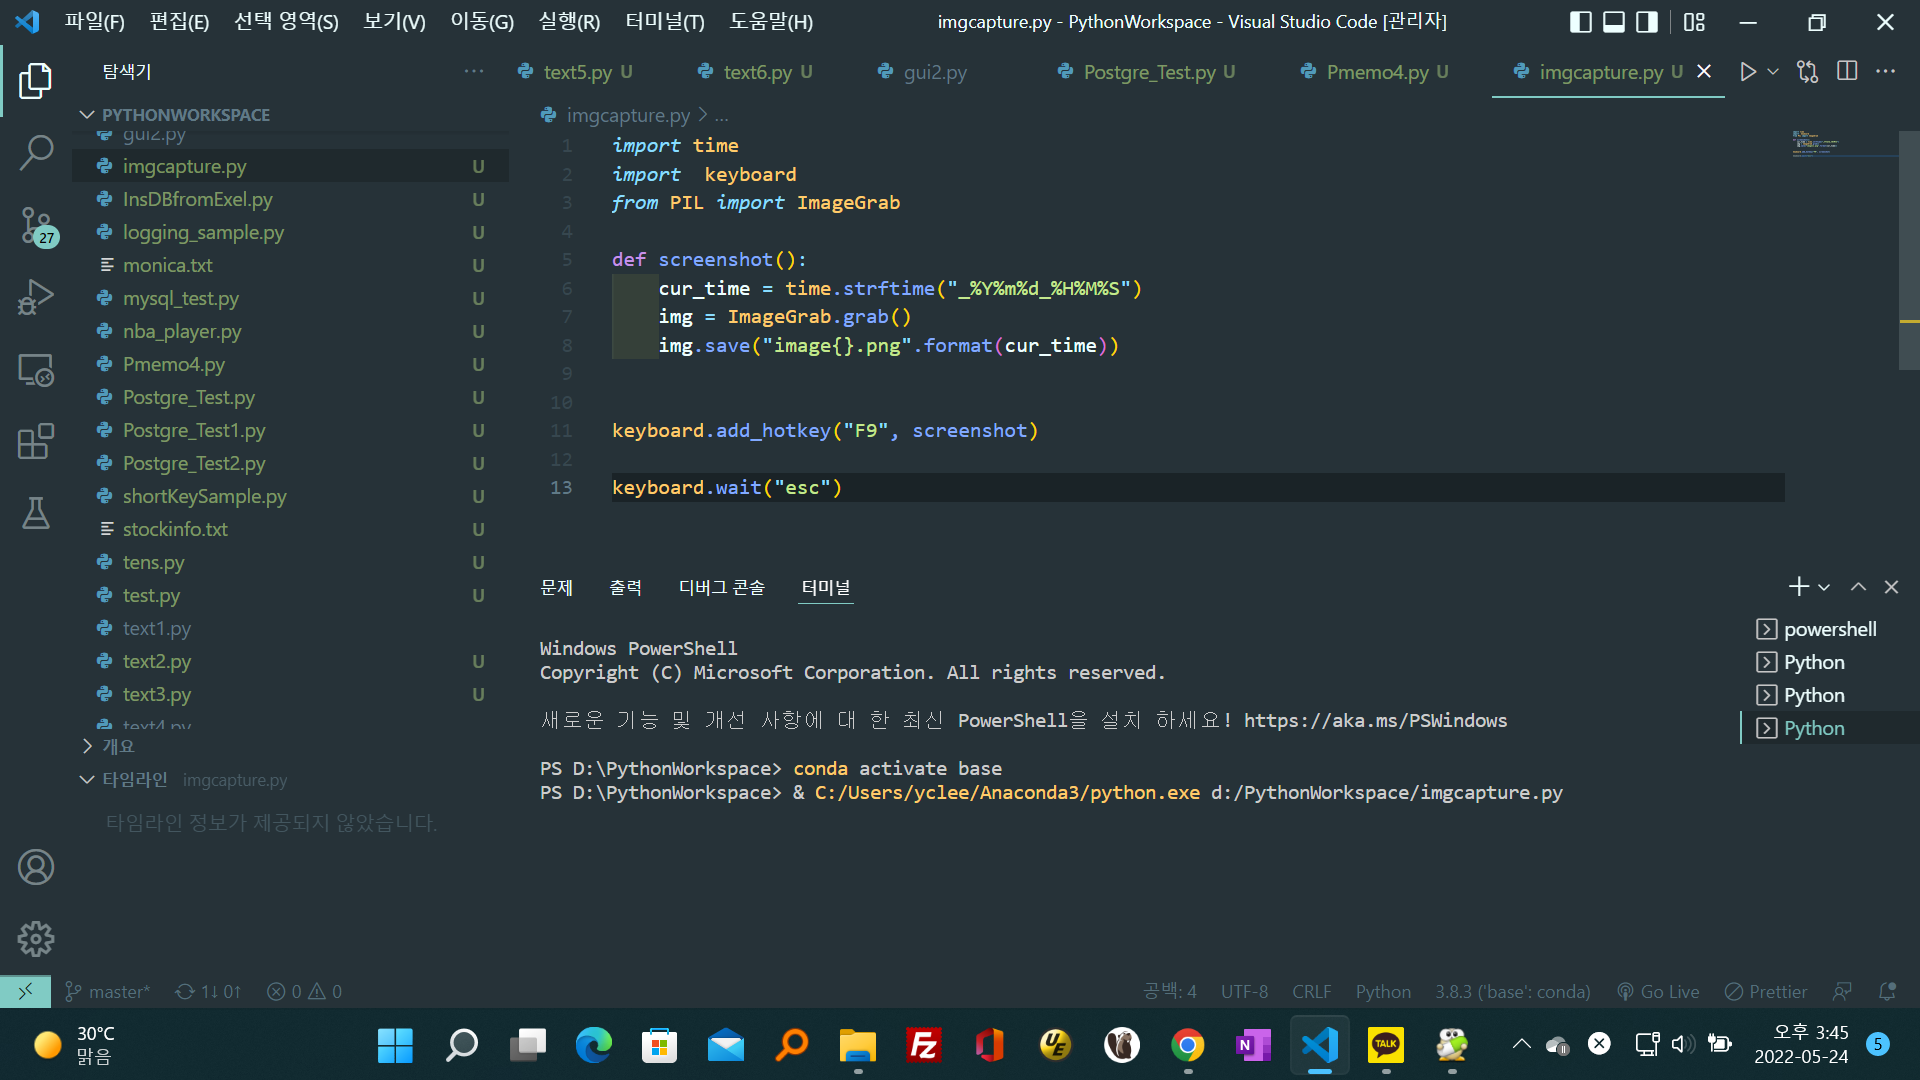 파일(F) 편집(E) 선택 영역(S) 보기(V) 이동(G) 실행(R) 터미널(T) 도움말(H) imgcapture.py - PythonWorkspace - Visual Studio Code [관리자]
탐색기
text5.py U text6.py U gui2.py Postgre_Test.py U Pmemo4.py U imgcapture.py U
PYTHONWORKSPACE
gui2.py
imgcapture.py U
InsDBfromExel.py U
logging_sample.py U
monica.txt U
mysql_test.py U
nba_player.py U
Pmemo4.py U
Postgre_Test.py U
Postgre_Test1.py U
Postgre_Test2.py U
shortKeySample.py U
stockinfo.txt U
tens.py U
test.py U
text1.py
text2.py U
text3.py U
text4.py
개요
타임라인 imgcapture.py
타임라인 정보가 제공되지 않았습니다.
27
imgcapture.py > ...
1 import time
2 import  keyboard
3 from PIL import ImageGrab
4
5 def screenshot():
6     cur_time = time.strftime("_%Y%m%d_%H%M%S")
7     img = ImageGrab.grab()
8     img.save("image{}.png".format(cur_time))
9
10
11 keyboard.add_hotkey("F9", screenshot)
12
13 keyboard.wait("esc")
문제 출력 디버그 콘솔 터미널
Windows PowerShell
Copyright (C) Microsoft Corporation. All rights reserved.
새로운 기능 및 개선 사항에 대 한 최신 PowerShell을 설치 하세요! https://aka.ms/PSWindows
PS D:\PythonWorkspace> conda activate base
PS D:\PythonWorkspace> & C:/Users/yclee/Anaconda3/python.exe d:/PythonWorkspace/imgcapture.py
powershell
Python
Python
Python
master* 1↓ 0↑ 0 0 공백: 4 UTF-8 CRLF Python 3.8.3 ('base': conda) Go Live Prettier
30°C
맑음
Fz
UE
N
TALK
오후 3:45
2022-05-24
5